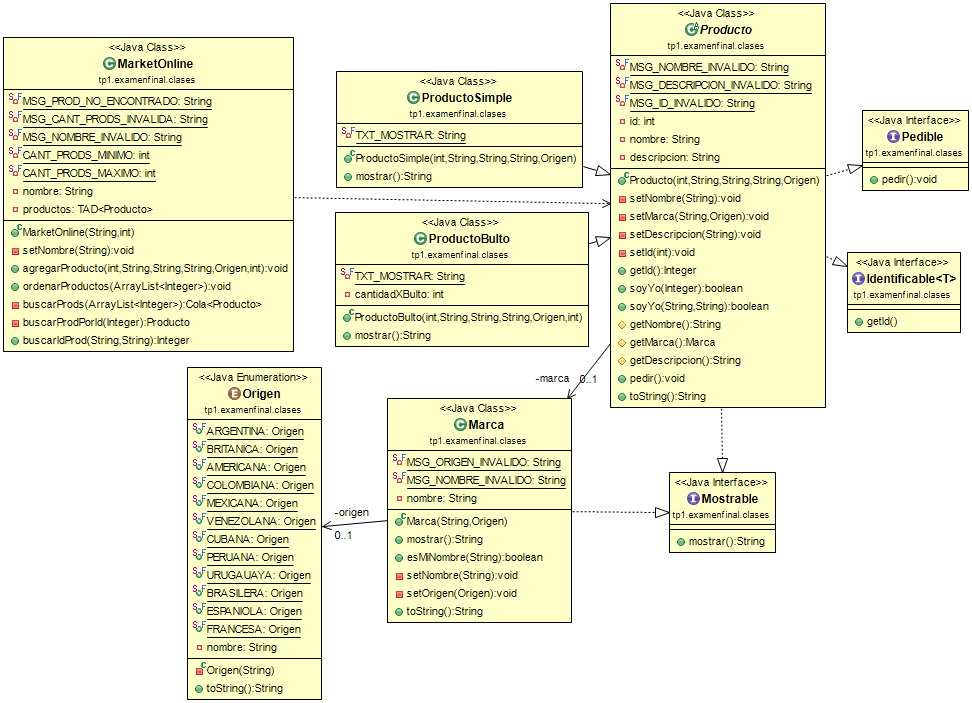 <<Java Class>>
MarketOnline
tp1.examenfinal.clases
MSG_PROD_NO_ENCONTRADO: String
MSG_CANT_PRODS_INVALIDA: String
MSG_NOMBRE_INVALIDO: String
CANT_PRODS_MINIMO: int
CANT_PRODS_MAXIMO: int
nombre: String
productos: TAD<Producto>
MarketOnline(String,int)
setNombre(String):void
agregarProducto(int,String,String,String,Origen,int):void
ordenarProductos(ArrayList<Integer>):void
buscarProds(ArrayList<Integer>):Cola<Producto>
buscarProdPorId(Integer):Producto
buscarIdProd(String,String):Integer
<<Java Class>>
ProductoSimple
tp1.examenfinal.clases
TXT_MOSTRAR: String
ProductoSimple(int,String,String,String,Origen)
mostrar():String
<<Java Class>>
ProductoBulto
tp1.examenfinal.clases
TXT_MOSTRAR: String
cantidadXBulto: int
ProductoBulto(int,String,String,String,Origen,int)
mostrar():String
<<Java Class>>
Producto
tp1.examenfinal.clases
MSG_NOMBRE_INVALIDO: String
MSG_DESCRIPCION_INVALIDO: String
MSG_ID_INVALIDO: String
id: int
nombre: String
descripcion: String
Producto(int,String,String,String,Origen)
setNombre(String):void
setMarca(String,Origen):void
setDescripcion(String):void
setId(int):void
getId():Integer
soyYo(Integer):boolean
soyYo(String,String):boolean
getNombre():String
getMarca():Marca
getDescripcion():String
pedir():void
toString():String
<<Java Interface>>
Pedible
tp1.examenfinal.clases
pedir():void
<<Java Interface>>
Identificable<T>
tp1.examenfinal.clases
getId()
-marca
0..1
<<Java Enumeration>>
Origen
tp1.examenfinal.clases
ARGENTINA: Origen
BRITANICA: Origen
AMERICANA: Origen
COLOMBIANA: Origen
MEXICANA: Origen
VENEZOLANA: Origen
CUBANA: Origen
PERUANA: Origen
URUGAUAYA: Origen
BRASILERA: Origen
ESPANIOLA: Origen
FRANCESA: Origen
nombre: String
Origen(String)
toString():String
-origen
0..1
<<Java Class>>
Marca
tp1.examenfinal.clases
MSG_ORIGEN_INVALIDO: String
MSG_NOMBRE_INVALIDO: String
nombre: String
Marca(String,Origen)
mostrar():String
esMiNombre(String):boolean
setNombre(String):void
setOrigen(Origen):void
toString():String
<<Java Interface>>
Mostrable
tp1.examenfinal.clases
mostrar():String